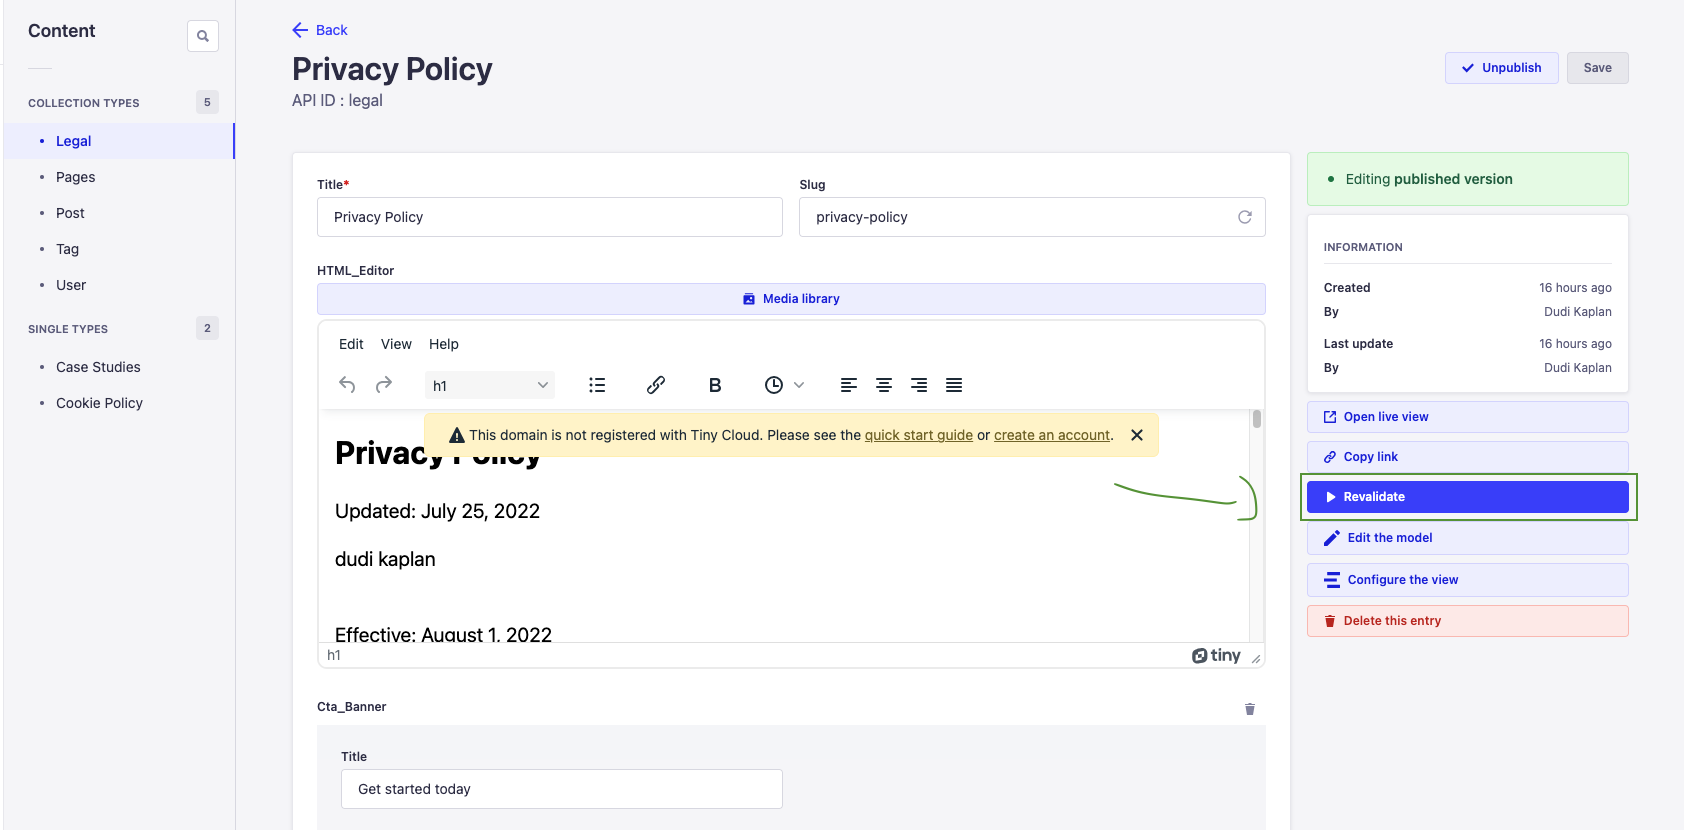 Content
COLLECTION TYPES 5
Legal
Pages
Post
Tag
User
SINGLE TYPES 2
Case Studies
Cookie Policy
Back
Privacy Policy
API ID : legal
Unpublish
Save
Title*
Privacy Policy
Slug
privacy-policy
HTML_Editor
Media library
Edit View Help
h1
B
This domain is not registered with Tiny Cloud. Please see the quick start guide or create an account.
Privacy Policy
Updated: July 25, 2022
dudi kaplan
Effective: August 1, 2022
h1
tiny
Cta_Banner
Title
Get started today
Editing published version
INFORMATION
Created 16 hours ago
By Dudi Kaplan
Last update 16 hours ago
By Dudi Kaplan
Open live view
Copy link
Revalidate
Edit the model
Configure the view
Delete this entry